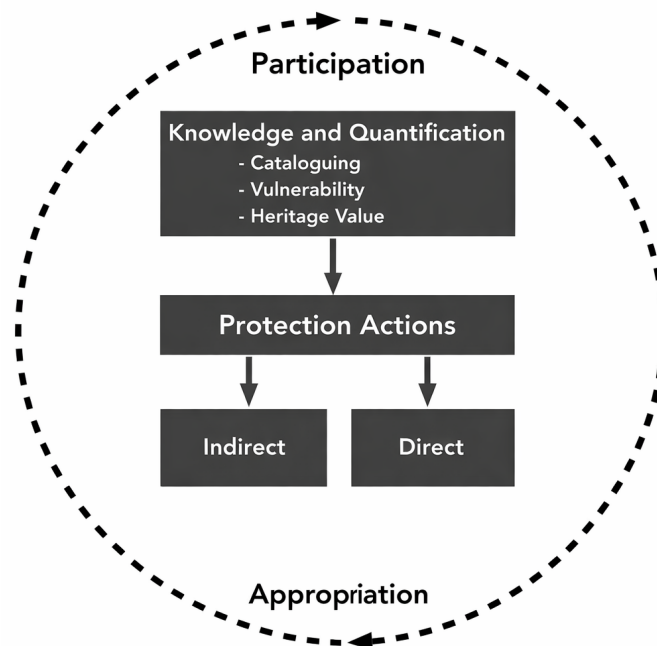 Participation
Knowledge and Quantification
- Cataloguing
- Vulnerability
- Heritage Value
Protection Actions
Indirect
Direct
Appropriation